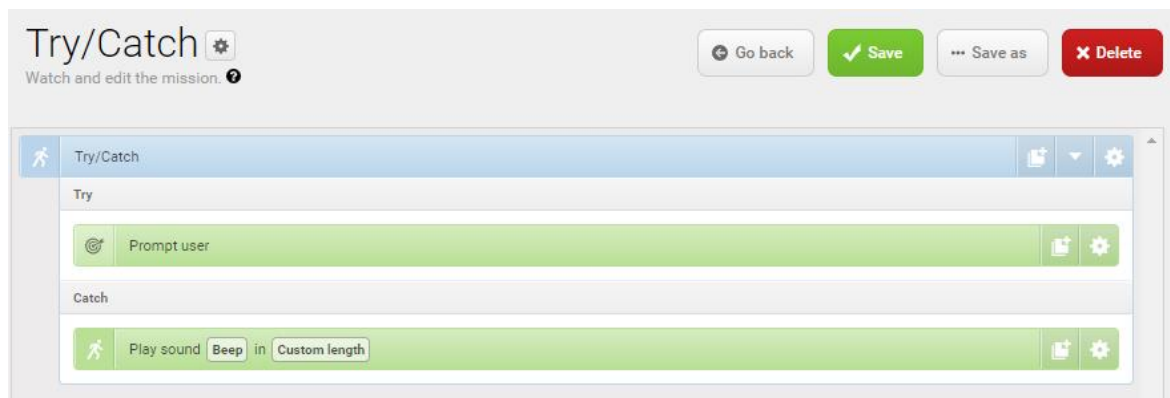 Try/Catch
Go back
Save
Save as
Delete
Watch and edit the mission.
Try/Catch
Try
Prompt user
Catch
Play sound Beep in Custom length